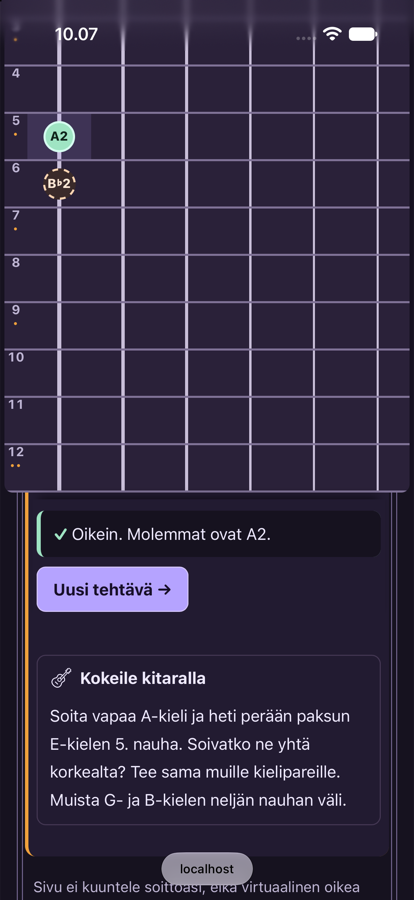 10.07
4
5
A2
6
B♭2
7
8
9
10
11
12
✓ Oikein. Molemmat ovat A2.
Uusi tehtävä →
Kokeile kitaralla
Soita vapaa A-kieli ja heti perään paksun
E-kielen 5. nauha. Soivatko ne yhtä
korkealta? Tee sama muille kielipareille.
Muista G- ja B-kielen neljän nauhan väli.
localhost
Sivu ei kuuntele soittoasi, eikä virtuaalinen oikea